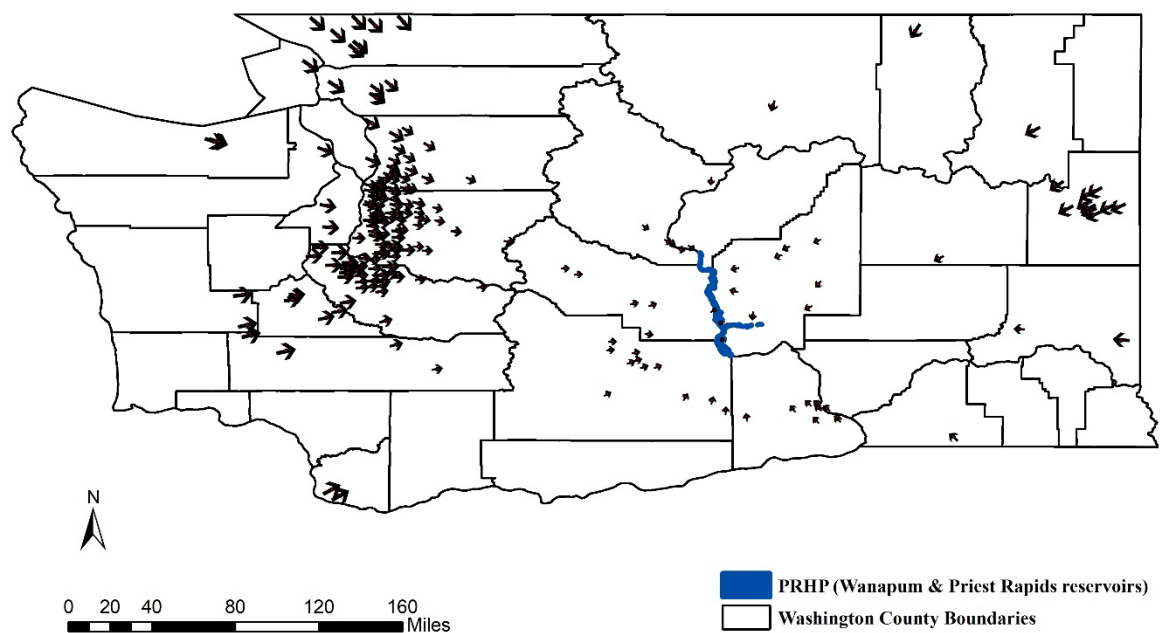 N
0 20 40 80 120 160
Miles
PRHP (Wanapum & Priest Rapids reservoirs)
Washington County Boundaries